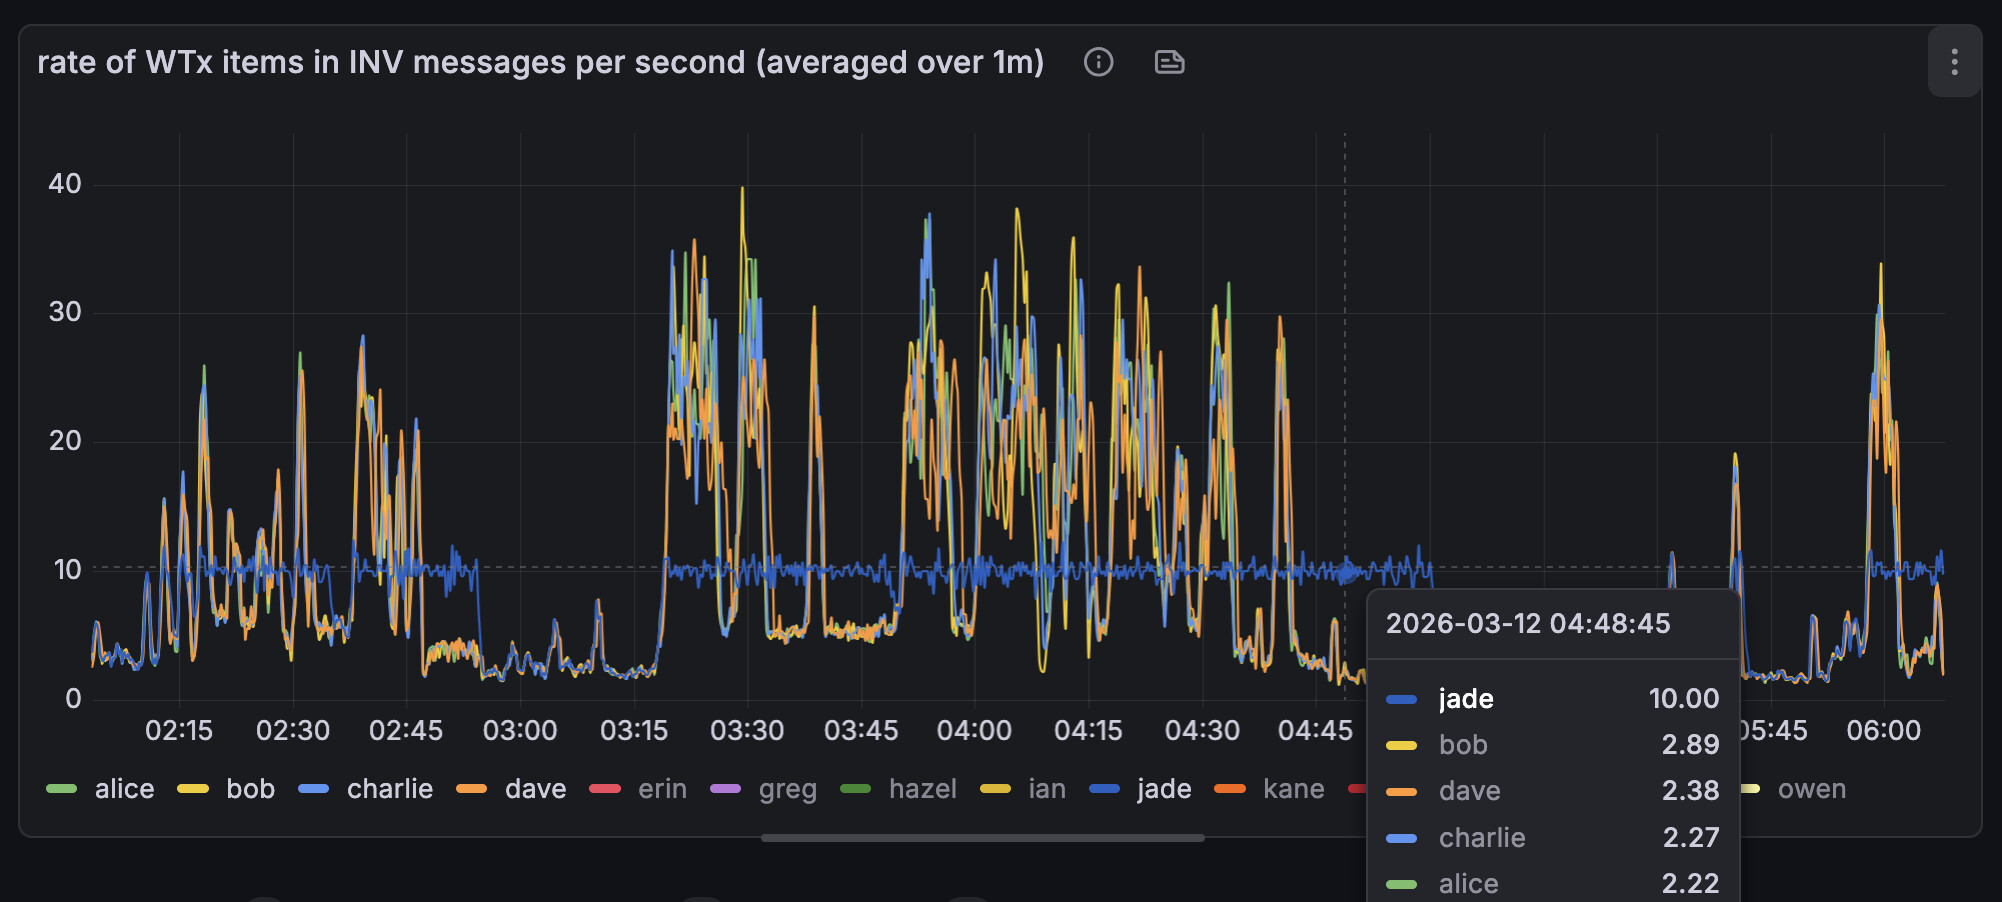 rate of WTx items in INV messages per second (averaged over 1m)
40
30
20
10
0
02:15 02:30 02:45 03:00 03:15 03:30 03:45 04:00 04:15 04:30 04:45 05:45 06:00
alice bob charlie dave erin greg hazel ian jade kane owen
2026-03-12 04:48:45
jade 10.00
bob 2.89
dave 2.38
charlie 2.27
alice 2.22